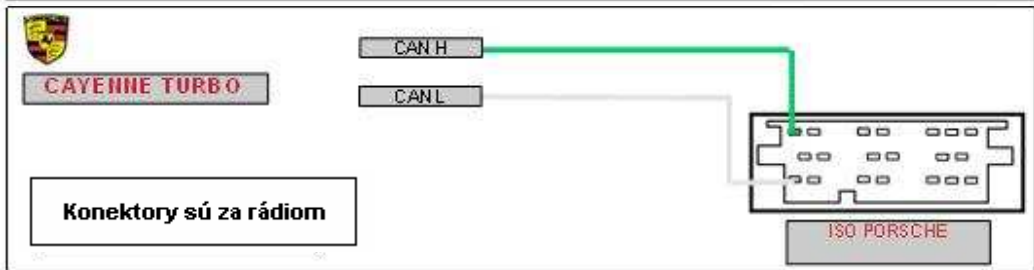 CAN H
CAYENNE TURBO
CAN L
Konektory sú za rádiom
ISO PORSCHE